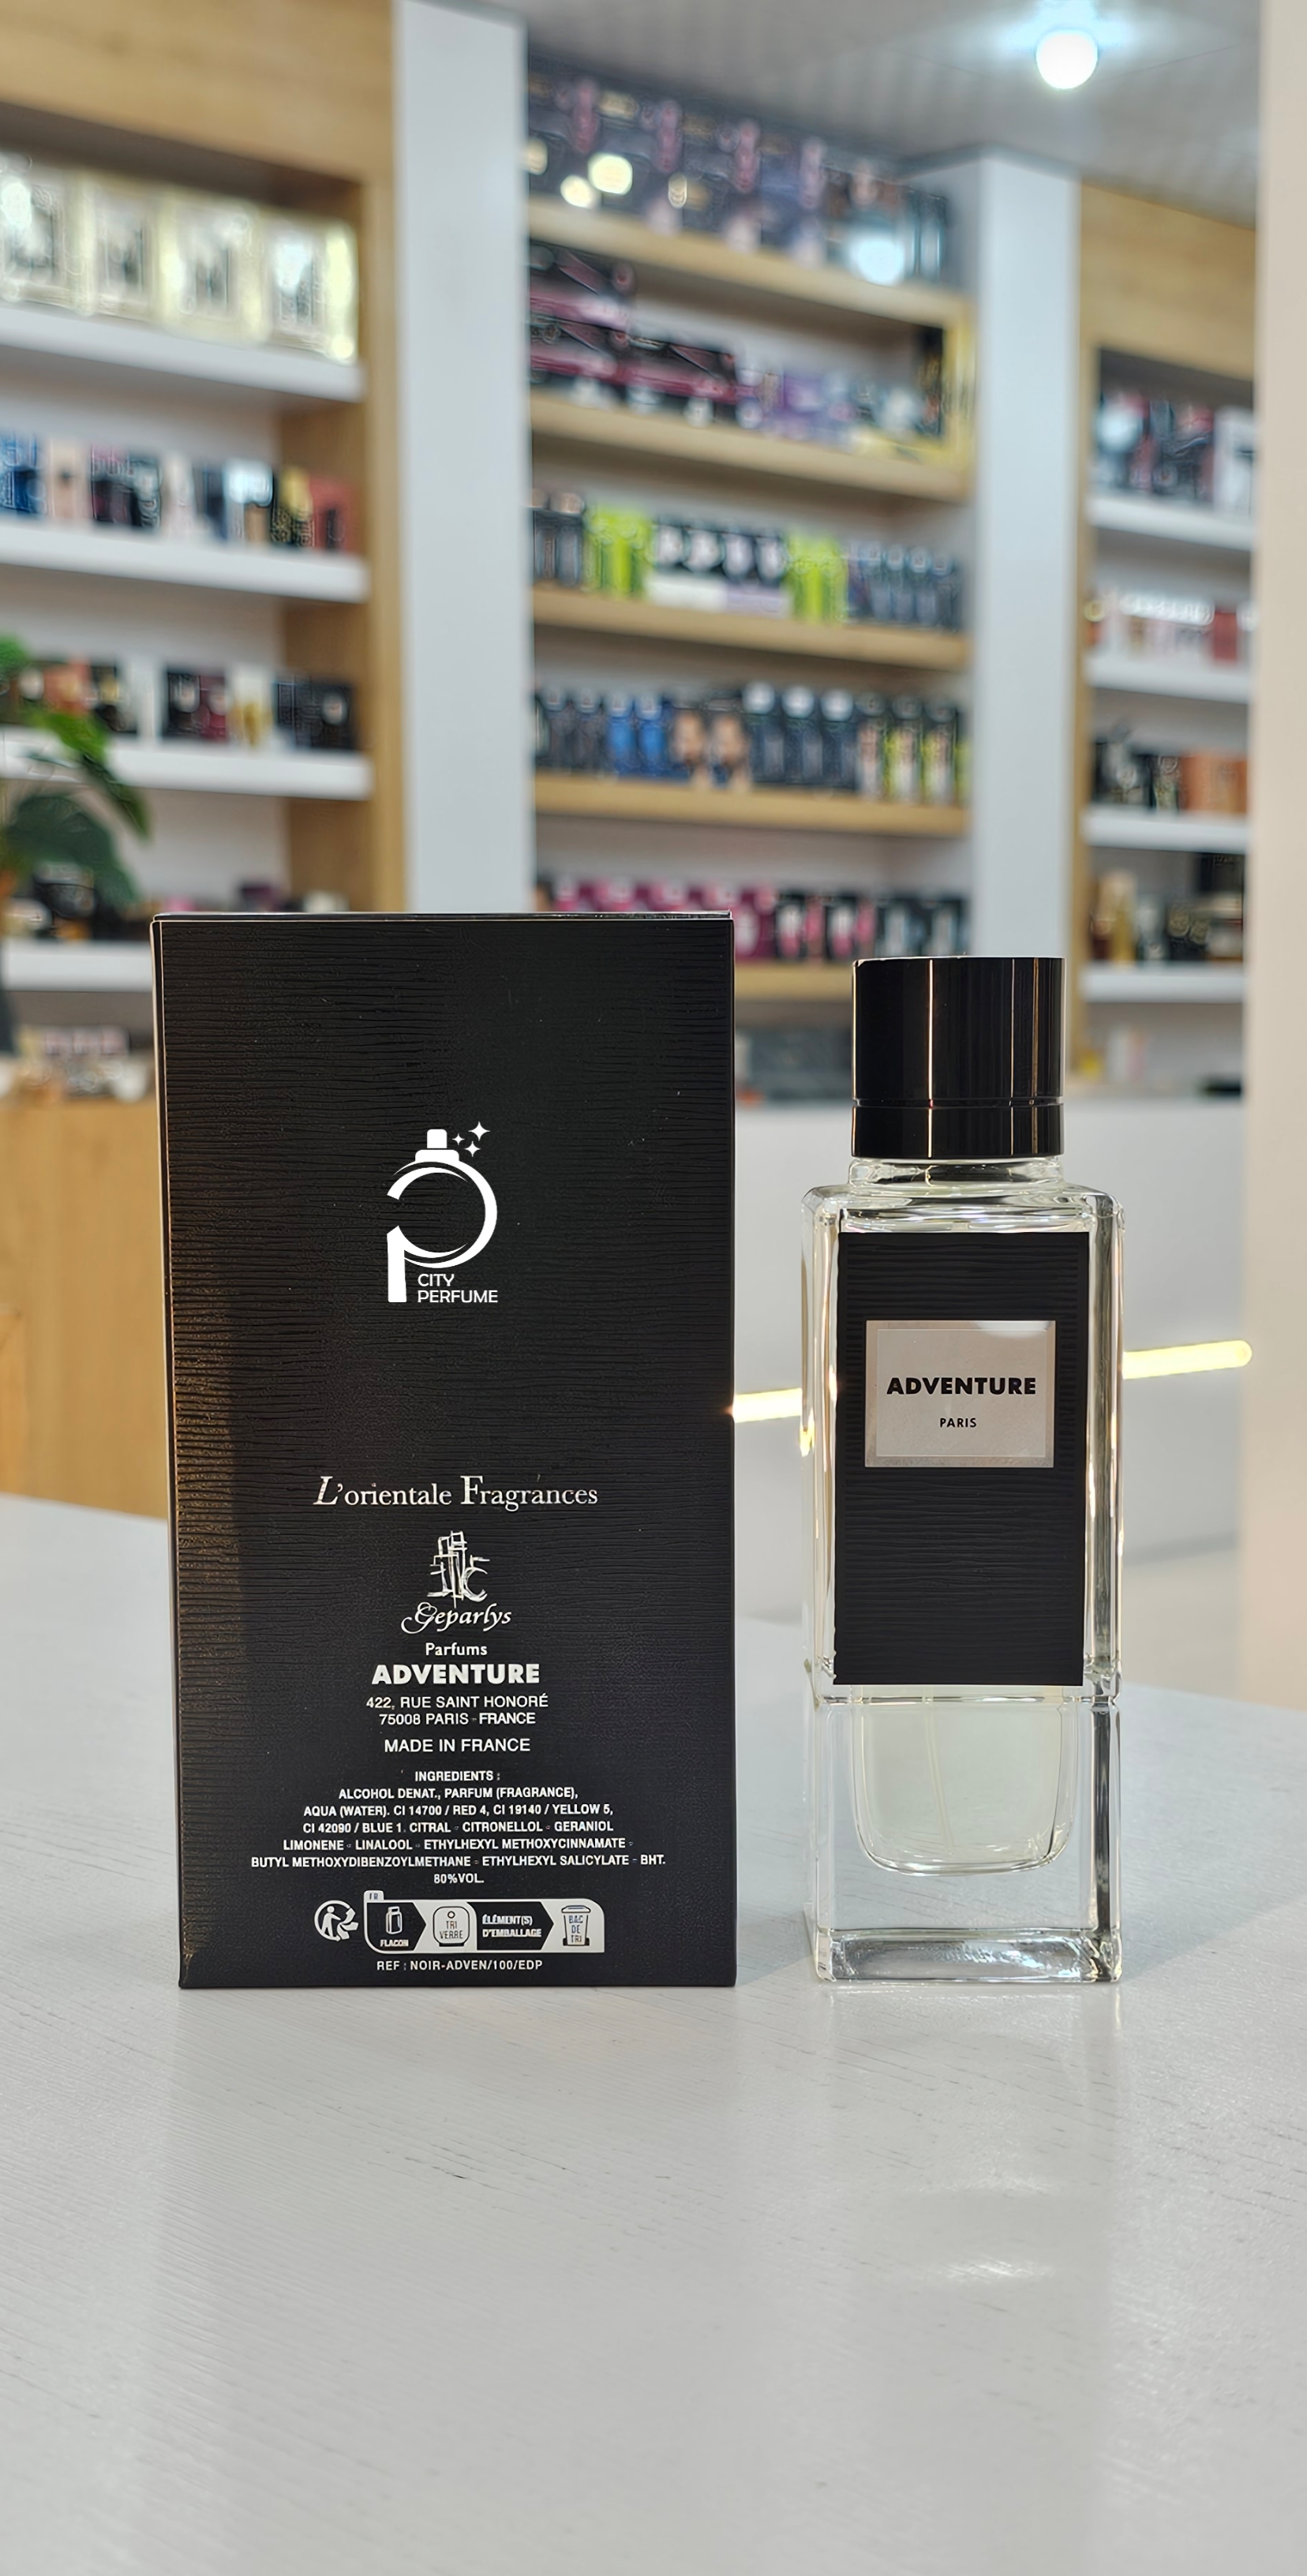 CITY
PERFUME
L'orientale Fragrances
Geparlys
Parfums
ADVENTURE
422, RUE SAINT HONORÉ
75008 PARIS - FRANCE
MADE IN FRANCE
INGREDIENTS :
ALCOHOL DENAT., PARFUM (FRAGRANCE),
AQUA (WATER). CI 14700 / RED 4, CI 19140 / YELLOW 5,
CI 42090 / BLUE 1. CITRAL - CITRONELLOL - GERANIOL
LIMONENE - LINALOOL - ETHYLHEXYL METHOXYCINNAMATE -
BUTYL METHOXYDIBENZOYLMETHANE - ETHYLHEXYL SALICYLATE - BHT.
80%VOL.
FR
FLACON
TRI
VERRE
ÉLÉMENT(S)
D'EMBALLAGE
BAC
DE
TRI
REF : NOIR-ADVEN/100/EDP
ADVENTURE
PARIS